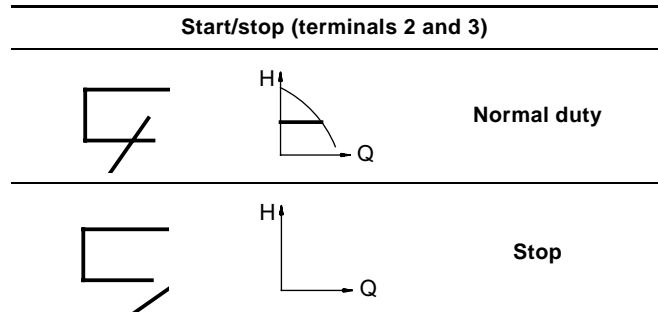 Start/stop (terminals 2 and 3)
H
Q
Normal duty
H
Q
Stop